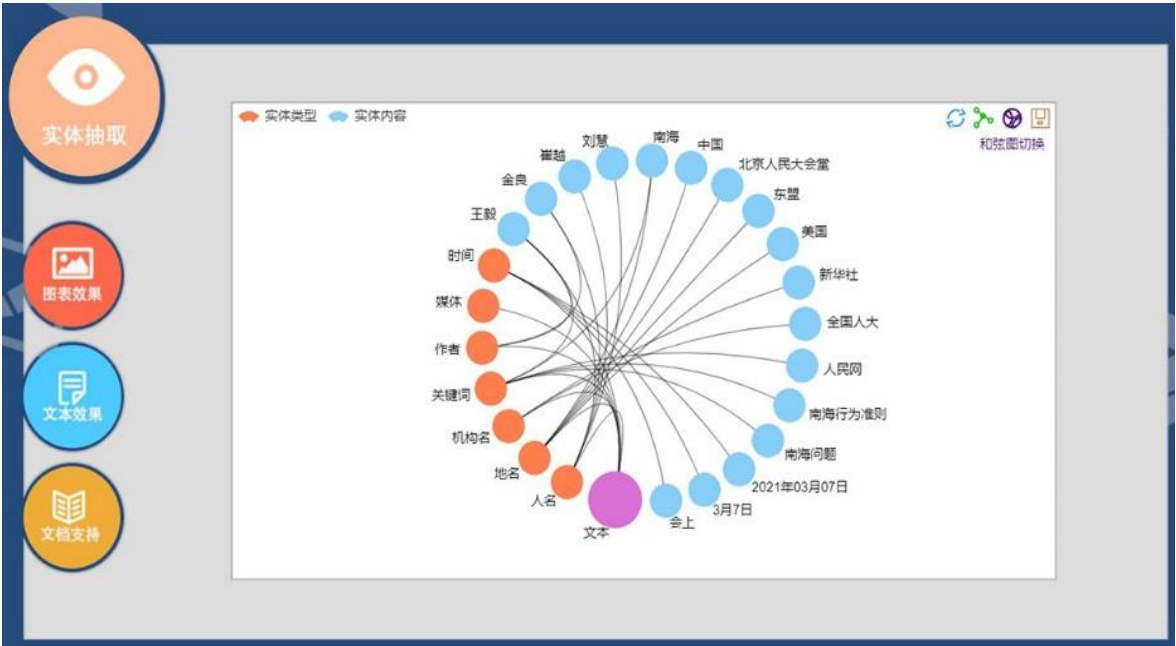 实体抽取
图表效果
文本效果
文档支持
实体类型 实体内容
和弦图切换
南海
中国
北京人民大会堂
东盟
美国
新华社
全国人大
人民网
南海行为准则
南海问题
2021年03月07日
3月7日
会上
文本
人名
地名
机构名
关键词
作者
媒体
时间
王毅
金良
崔越
刘慧